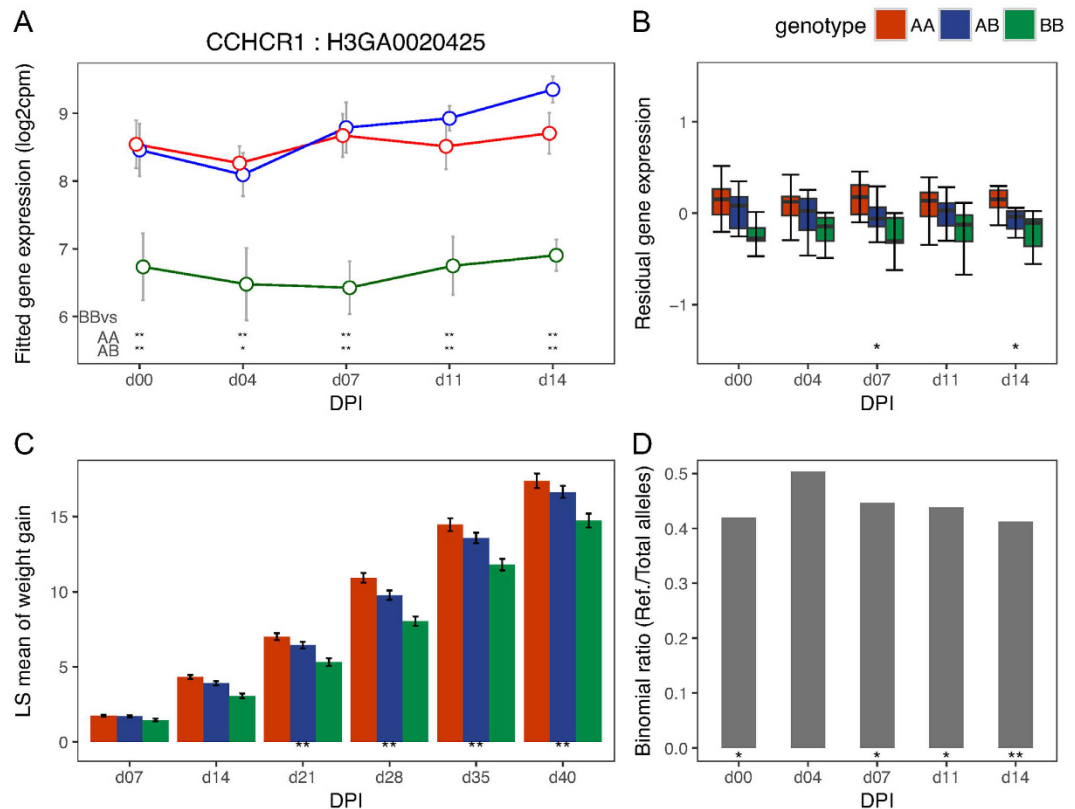 A
CCHCR1 : H3GA0020425
Fitted gene expression (log2cpm)
9
8
7
6
BBvs
AA ** ** ** ** **
AB ** * ** ** **
d00 d04 d07 d11 d14
DPI
B
genotype AA AB BB
Residual gene expression
1
0
−1
* *
d00 d04 d07 d11 d14
DPI
C
LS mean of weight gain
15
10
5
0
** ** ** **
d07 d14 d21 d28 d35 d40
DPI
D
Binomial ratio (Ref./Total alleles)
0.5
0.4
0.3
0.2
0.1
0.0
* * * **
d00 d04 d07 d11 d14
DPI